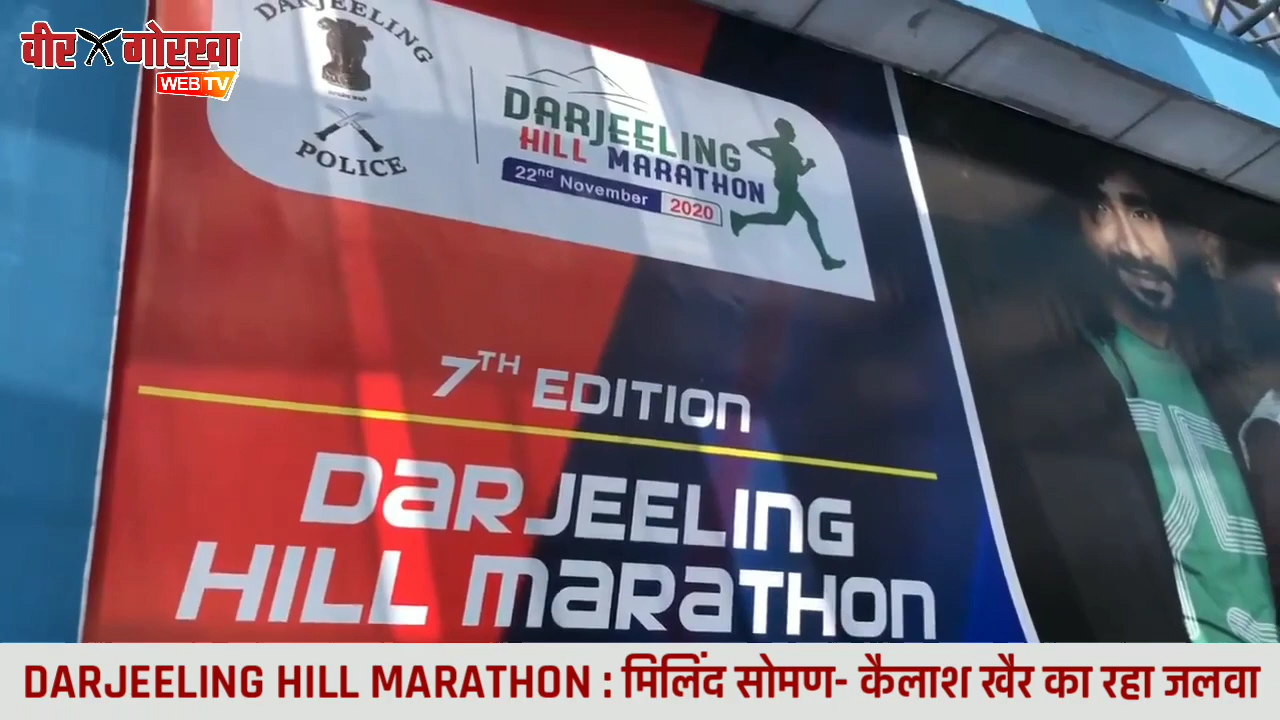 वीर गोरखा
WEB TV
DARJEELING
POLICE
DARJEELING
HILL MARATHON
22nd November 2020
7TH EDITION
DARJEELING
HILL MARATHON
75
DARJEELING HILL MARATHON : मिलिंद सोमण- कैलाश खैर का रहा जलवा